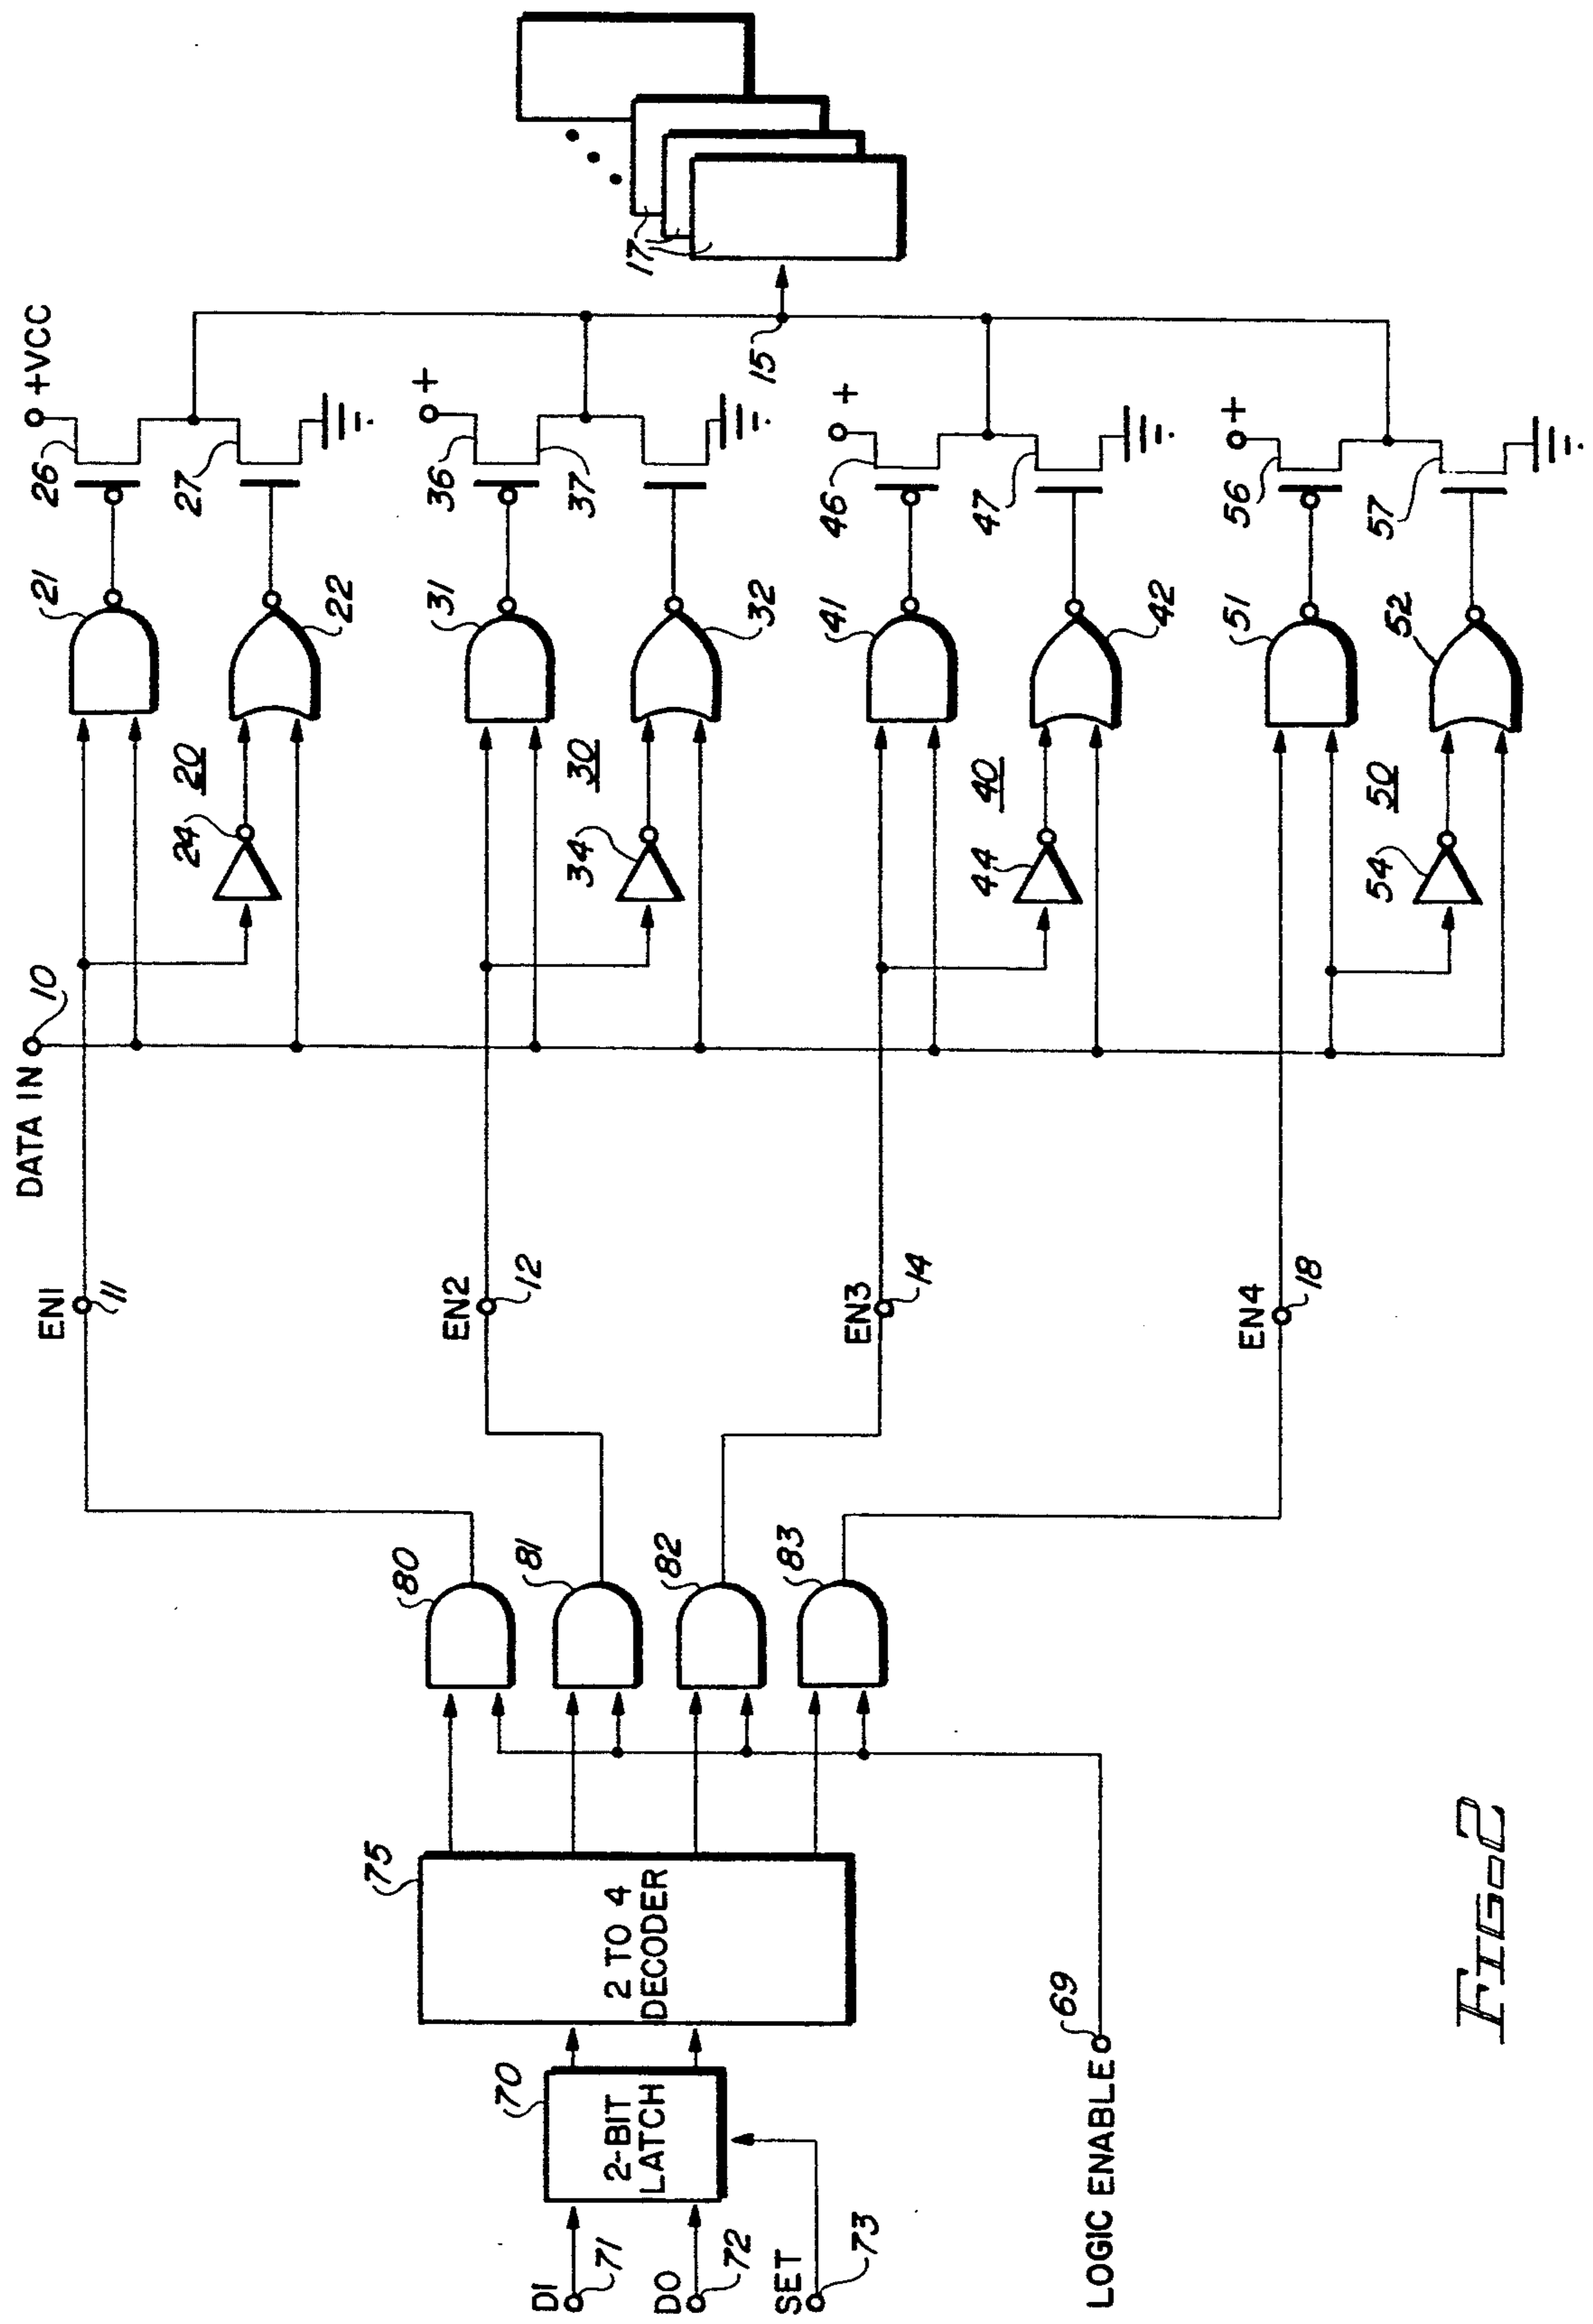 DATA IN
10
+VCC
26
27
21
22
24
20
EN1
11
+
36
37
31
32
34
30
EN2
12
15
17
+
46
47
41
42
44
40
EN3
14
+
56
57
51
52
54
50
EN4
18
80
81
82
83
75
2 TO 4
DECODER
70
2-BIT
LATCH
D1
71
D0
72
SET
73
LOGIC ENABLE
69
FIG-2